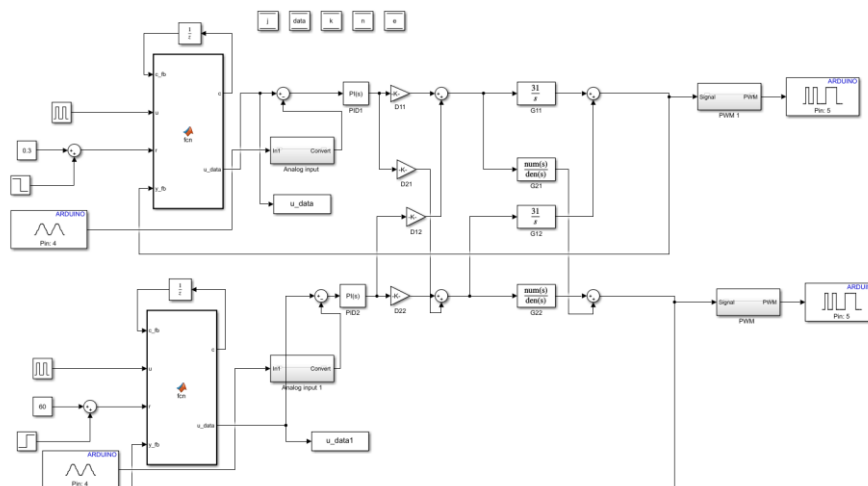 j
data
k
n
e
1
z
c_fb
u
r
y_fb
fcn
c
u_data
0.3
ARDUINO
Pin: 4
PI(s)
PID1
In1
Convert
Analog input
u_data
-K-
D11
-K-
D21
-K-
D12
31
s
G11
num(s)
den(s)
G21
31
s
G12
Signal
PWM
PWM 1
ARDUINO
Pin: 5
1
z
c_fb
u
r
y_fb
fcn
c
u_data
60
ARDUINO
Pin: 4
PI(s)
PID2
In1
Convert
Analog input 1
u_data1
-K-
D22
num(s)
den(s)
G22
Signal
PWM
PWM
Pin: 5